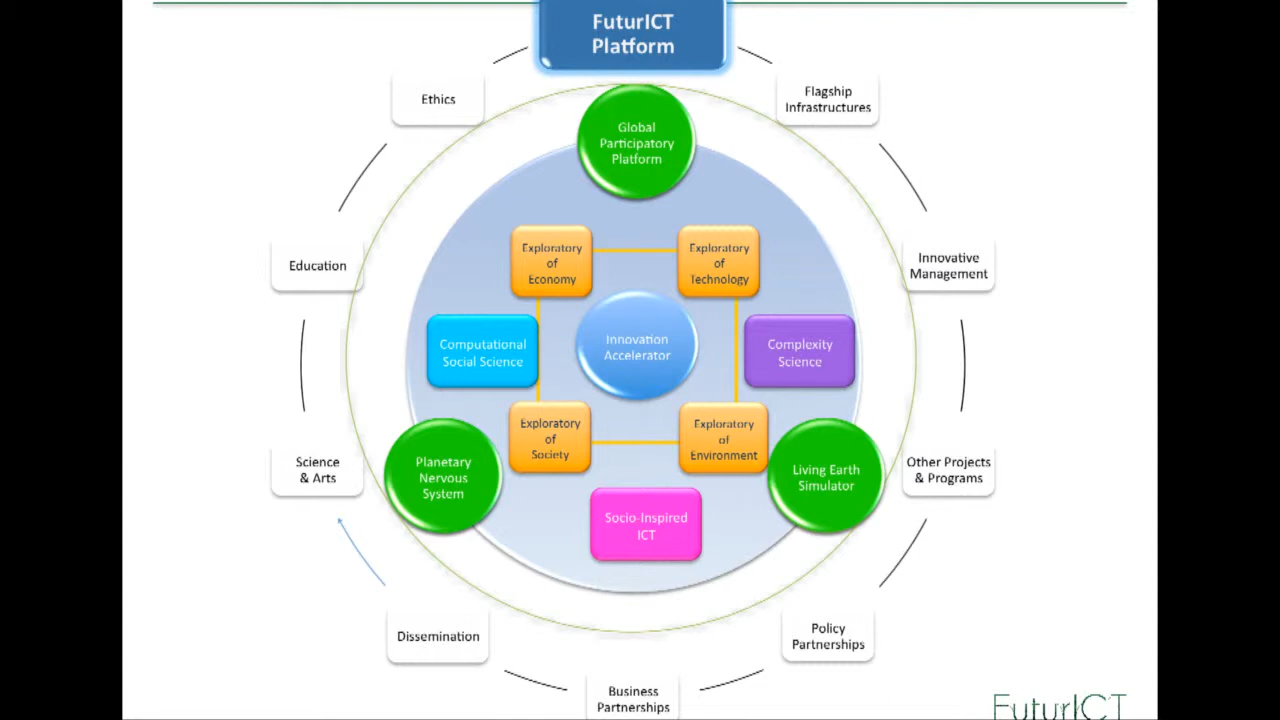 FuturICT
Platform
Ethics
Flagship
Infrastructures
Global
Participatory
Platform
Education
Innovative
Management
Exploratory
of
Economy
Exploratory
of
Technology
Computational
Social Science
Innovation
Accelerator
Complexity
Science
Exploratory
of
Society
Exploratory
of
Environment
Science
& Arts
Planetary
Nervous
System
Living Earth
Simulator
Other Projects
& Programs
Socio-Inspired
ICT
Dissemination
Policy
Partnerships
Business
Partnerships
FuturICT